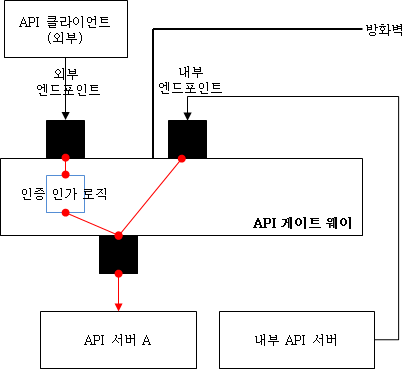 API 클라이언트
(외부)
방화벽
외부
엔드포인트
내부
엔드포인트
인증 인가 로직
API 게이트 웨이
API 서버 A
내부 API 서버